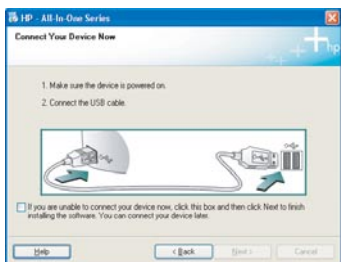 HP - All-In-One Series
Connect Your Device Now
hp
1. Make sure the device is powered on.
2. Connect the USB cable.
If you are unable to connect your device now, click this box and then click Next to finish
installing the software. You can connect your device later.
Help
< Back
Next >
Cancel